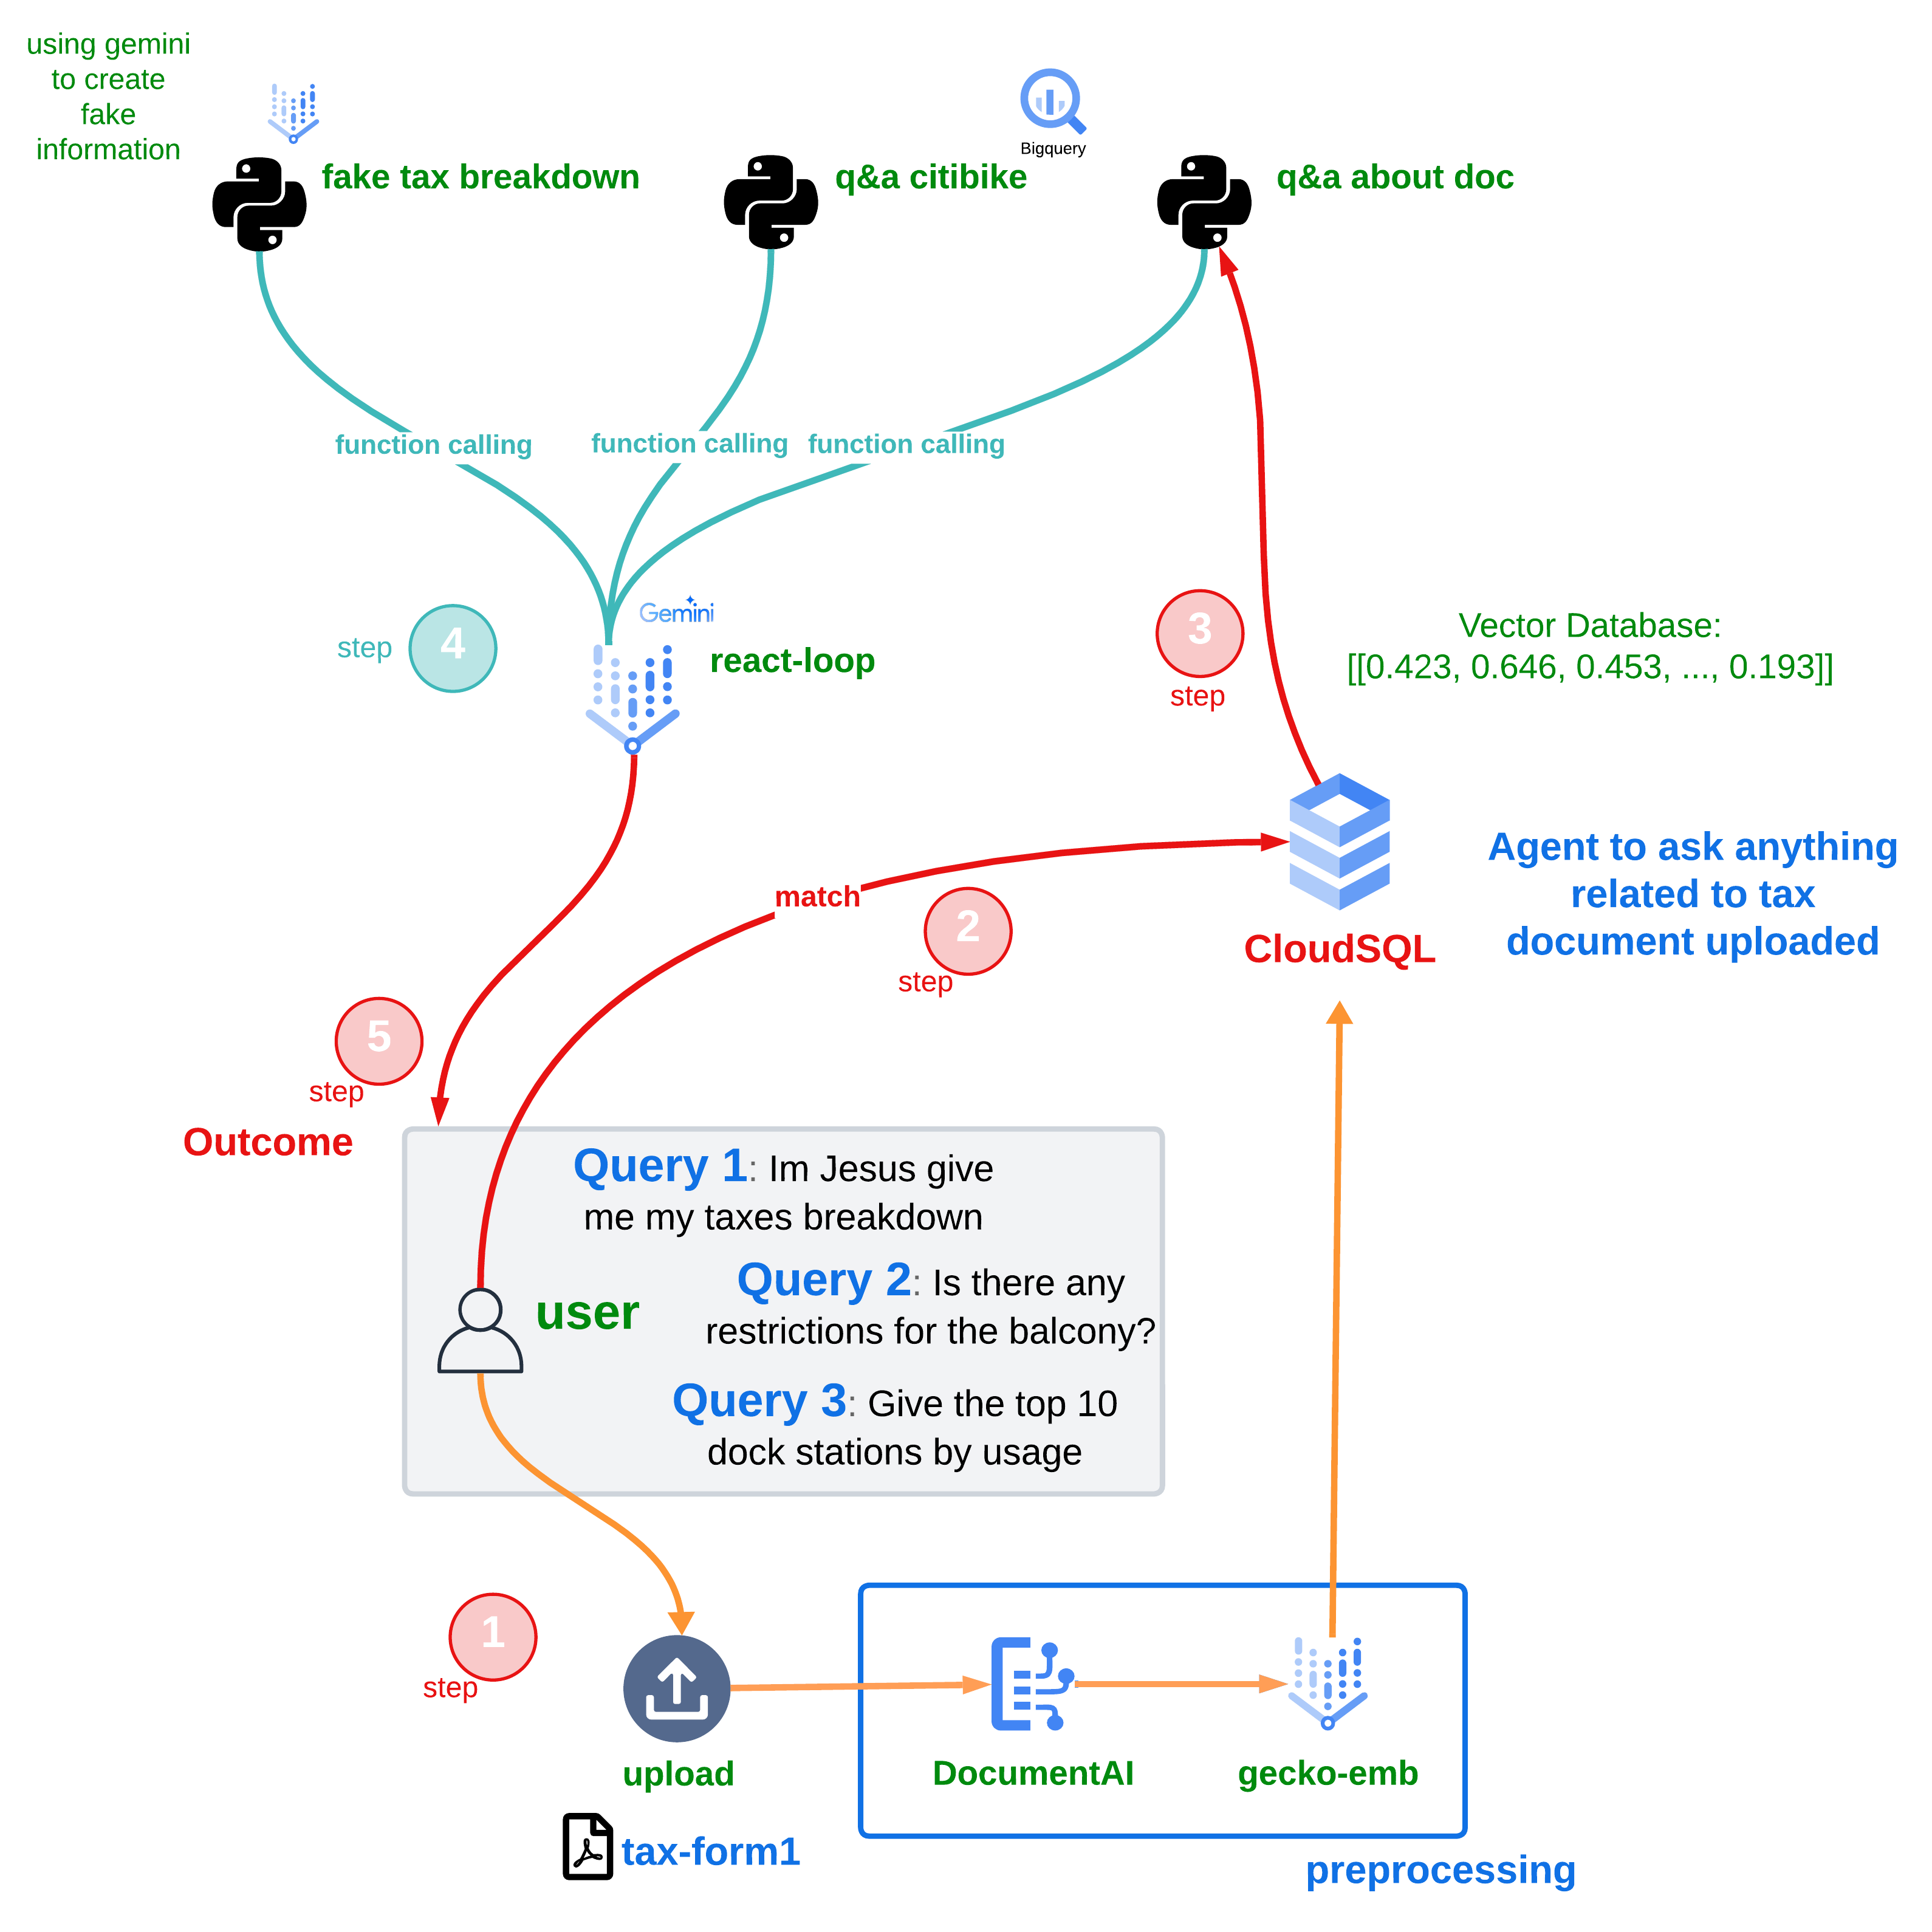 using gemini
to create
fake
information
fake tax breakdown
q&a citibike
Bigquery
q&a about doc
function calling
function calling
function calling
step
4
Gemini
react-loop
3
step
Vector Database:
[[0.423, 0.646, 0.453, ..., 0.193]]
match
2
step
CloudSQL
Agent to ask anything
related to tax
document uploaded
5
step
Outcome
Query 1: Im Jesus give
me my taxes breakdown
Query 2: Is there any
restrictions for the balcony?
user
Query 3: Give the top 10
dock stations by usage
1
step
upload
tax-form1
DocumentAI
gecko-emb
preprocessing